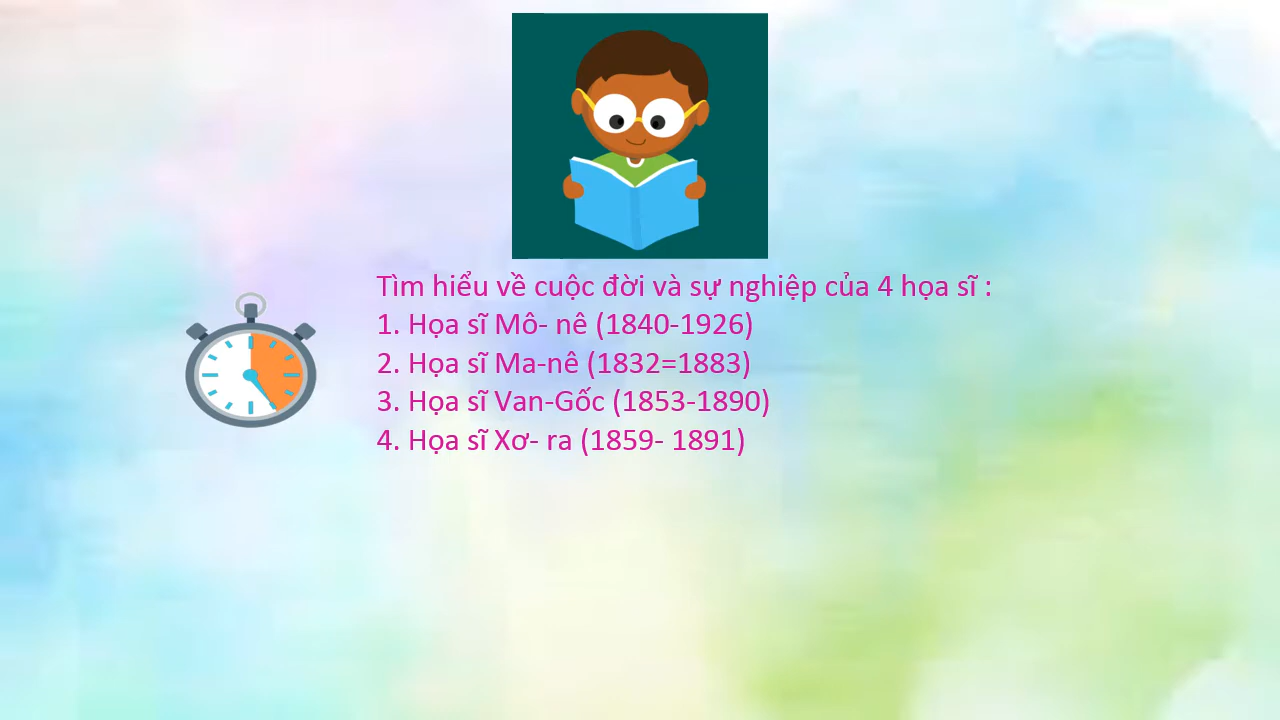 Tìm hiểu về cuộc đời và sự nghiệp của 4 họa sĩ :
1. Họa sĩ Mô- nê (1840-1926)
2. Họa sĩ Ma-nê (1832=1883)
3. Họa sĩ Van-Gốc (1853-1890)
4. Họa sĩ Xơ- ra (1859- 1891)